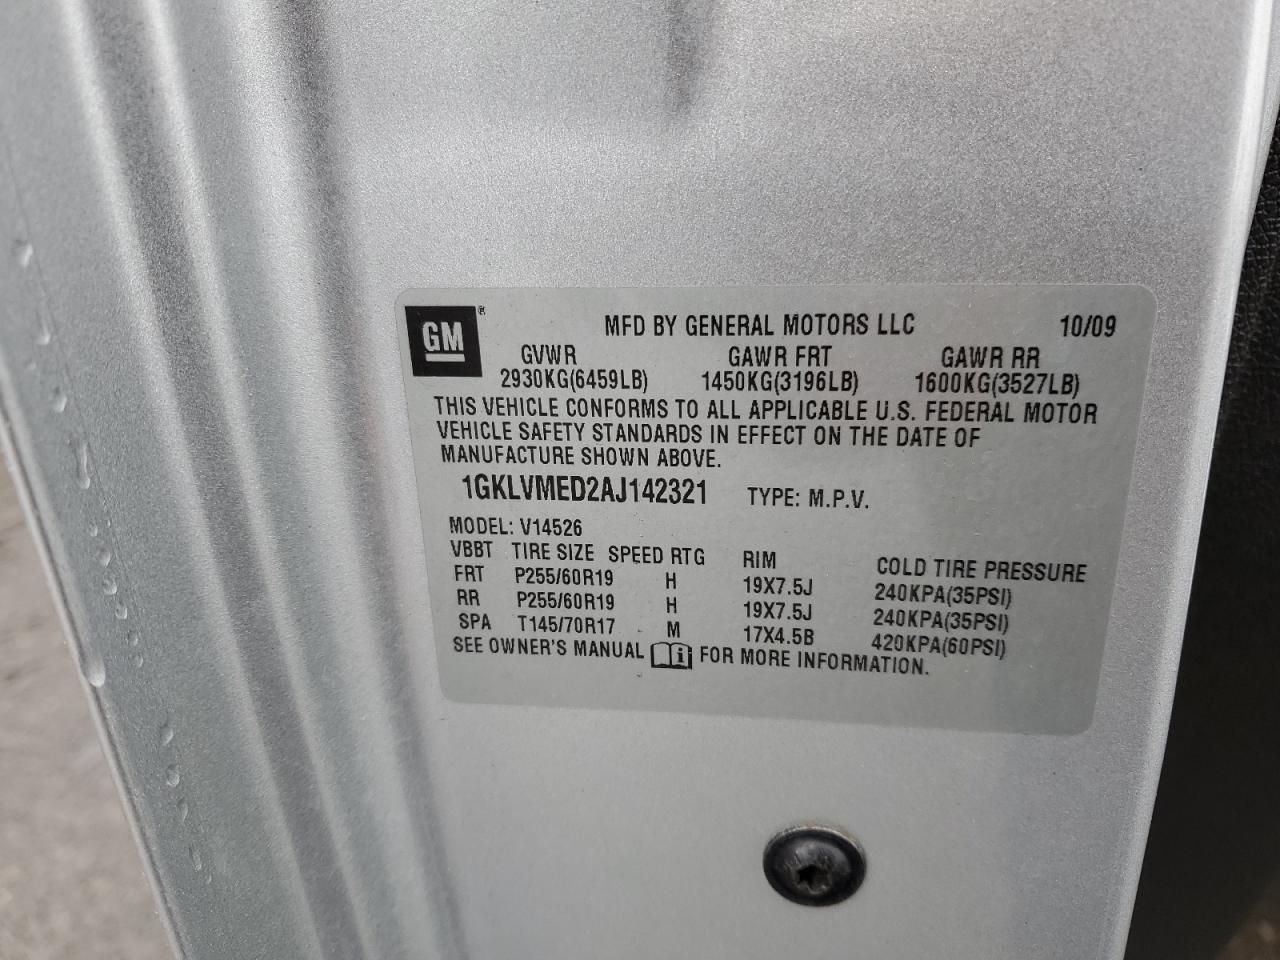 GM ® MFD BY GENERAL MOTORS LLC 10/09
GVWR GAWR FRT GAWR RR
2930KG(6459LB) 1450KG(3196LB) 1600KG(3527LB)
THIS VEHICLE CONFORMS TO ALL APPLICABLE U.S. FEDERAL MOTOR
VEHICLE SAFETY STANDARDS IN EFFECT ON THE DATE OF
MANUFACTURE SHOWN ABOVE.
1GKLVMED2AJ142321 TYPE: M.P.V.
MODEL: V14526
VBBT TIRE SIZE SPEED RTG RIM COLD TIRE PRESSURE
FRT P255/60R19 H 19X7.5J 240KPA(35PSI)
RR P255/60R19 H 19X7.5J 240KPA(35PSI)
SPA T145/70R17 M 17X4.5B 420KPA(60PSI)
SEE OWNER'S MANUAL i FOR MORE INFORMATION.